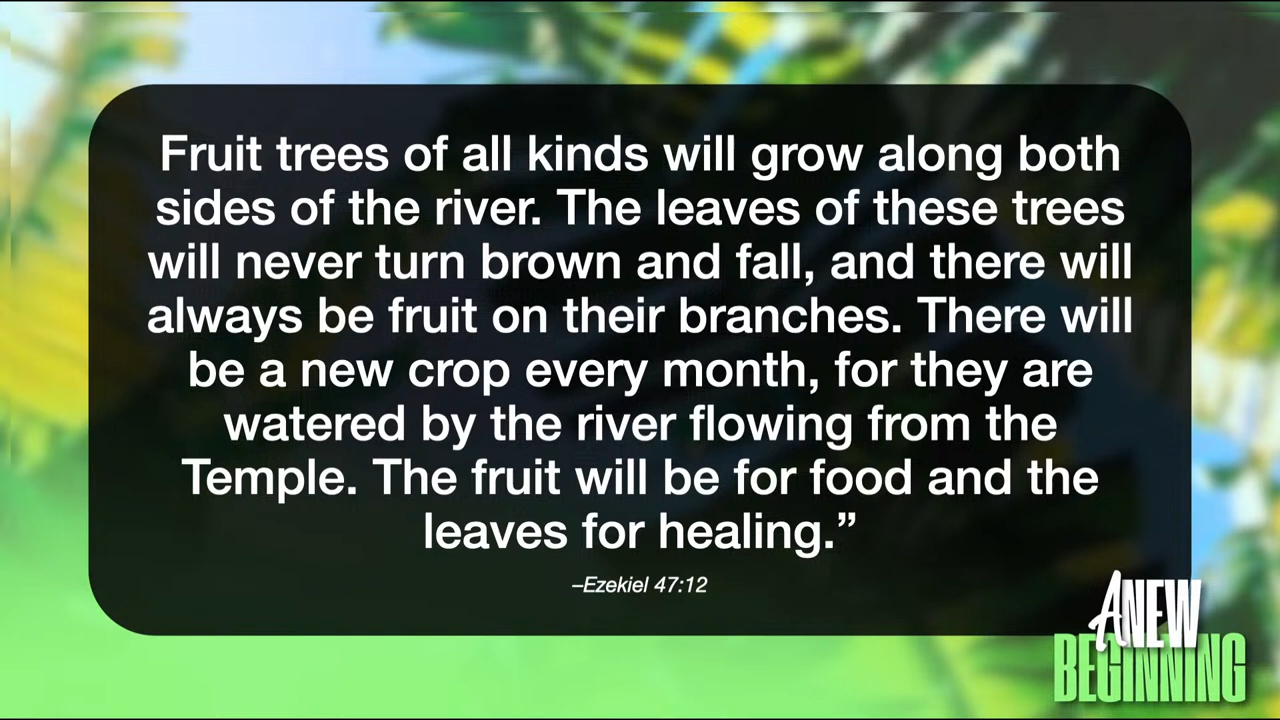 Fruit trees of all kinds will grow along both
sides of the river. The leaves of these trees
will never turn brown and fall, and there will
always be fruit on their branches. There will
be a new crop every month, for they are
watered by the river flowing from the
Temple. The fruit will be for food and the
leaves for healing.”
–Ezekiel 47:12
A NEW
BEGINNING